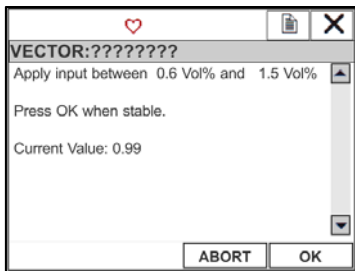 VECTOR:????????
Apply input between 0.6 Vol% and 1.5 Vol%
Press OK when stable.
Current Value: 0.99
ABORT OK